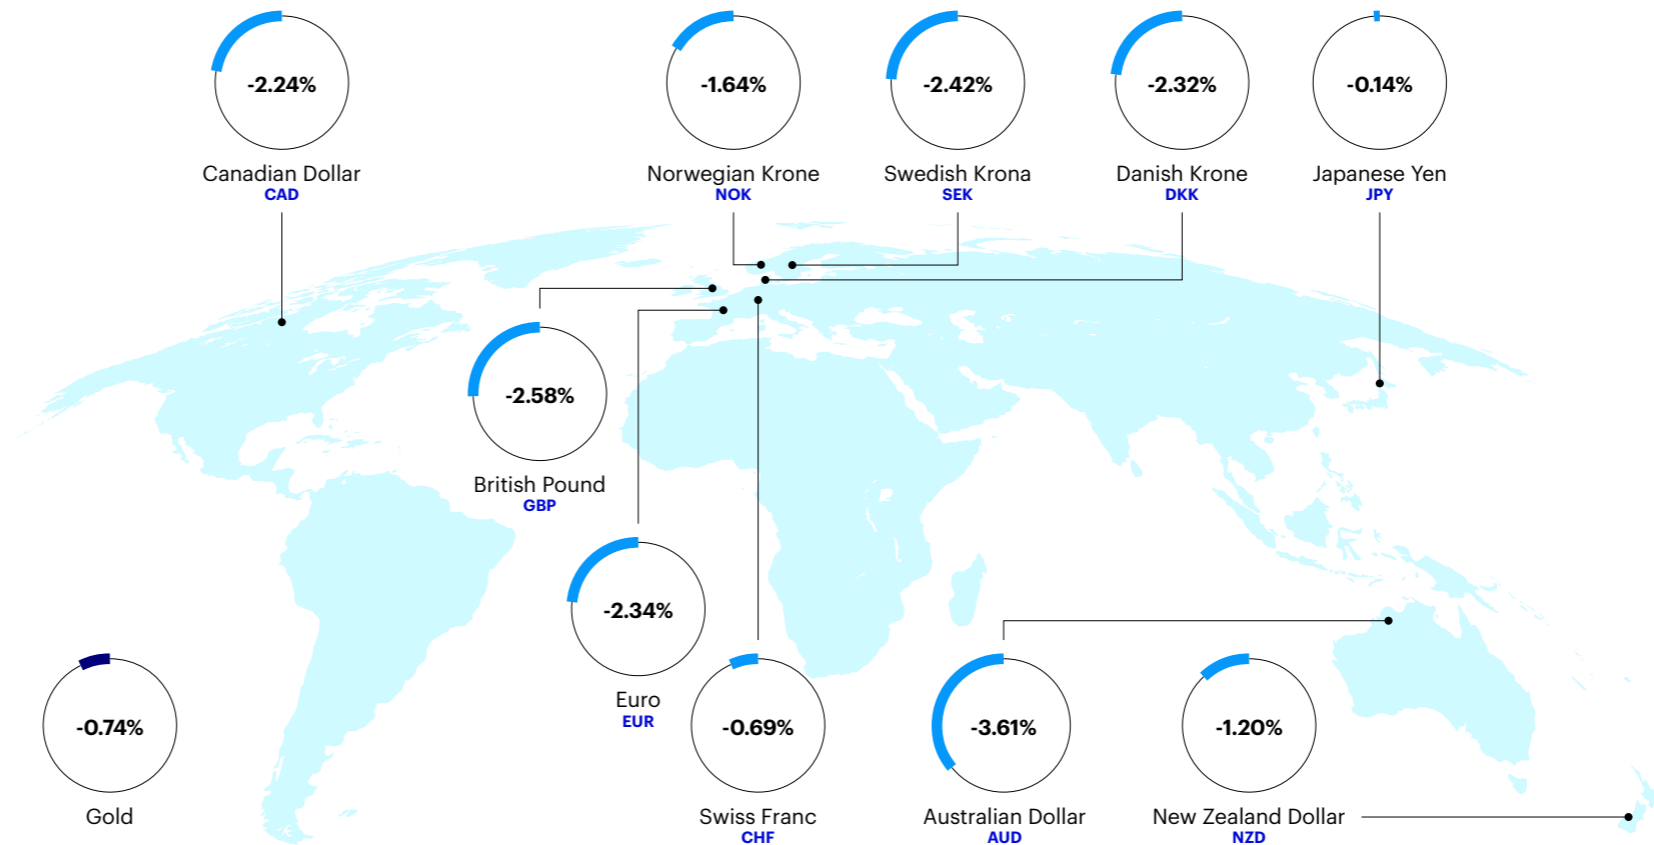 -2.24%
Canadian Dollar
CAD
-1.64%
Norwegian Krone
NOK
-2.42%
Swedish Krona
SEK
-2.32%
Danish Krone
DKK
-0.14%
Japanese Yen
JPY
-2.58%
British Pound
GBP
-2.34%
Euro
EUR
-0.74%
Gold
-0.69%
Swiss Franc
CHF
-3.61%
Australian Dollar
AUD
-1.20%
New Zealand Dollar
NZD